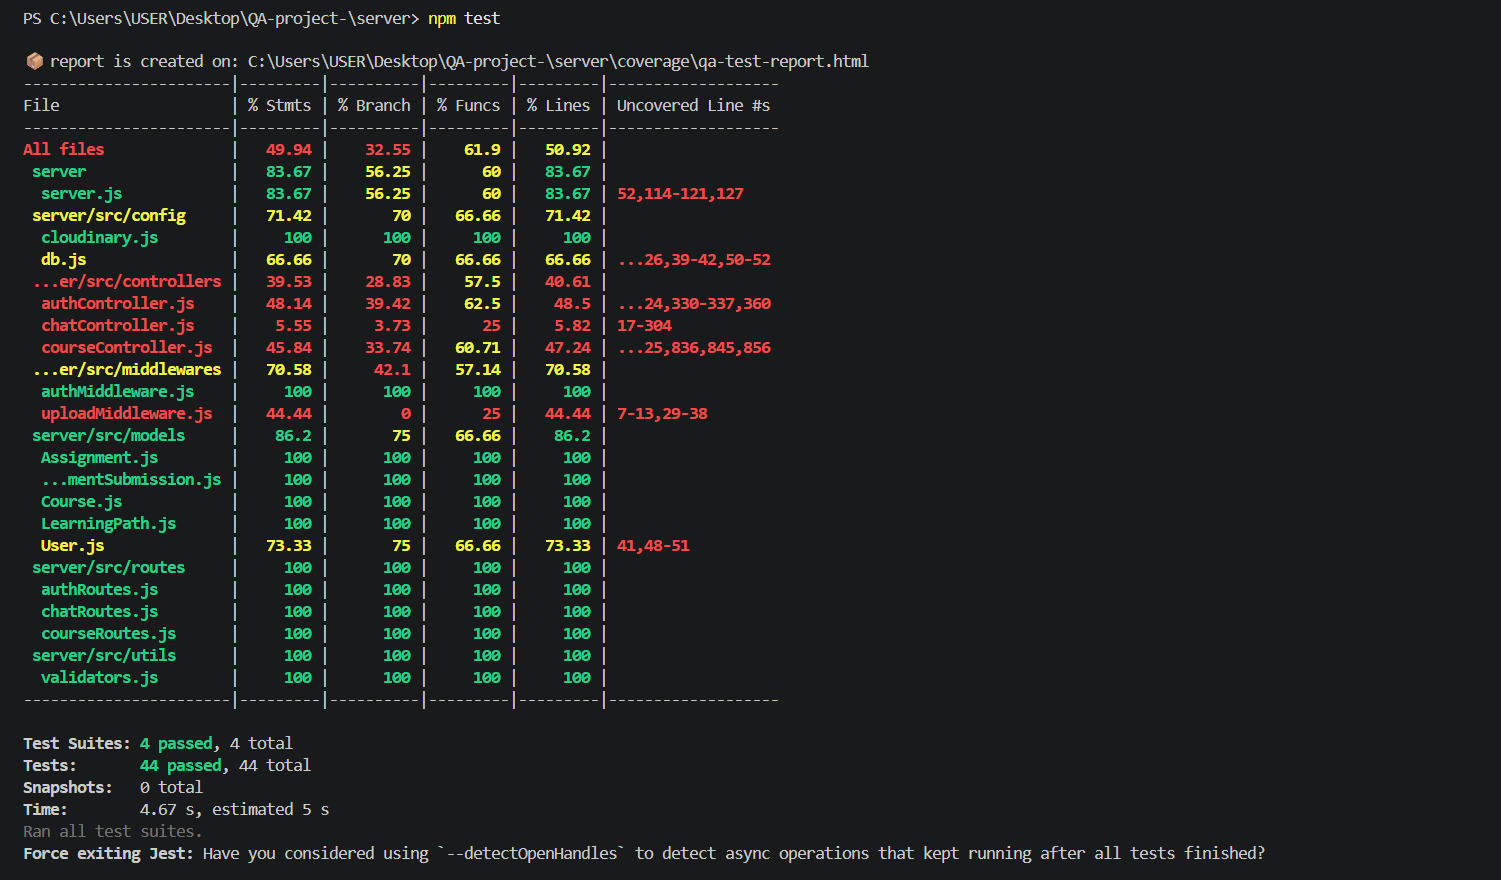 PS C:\Users\USER\Desktop\QA-project-\server> npm test
📦 report is created on: C:\Users\USER\Desktop\QA-project-\server\coverage\qa-test-report.html
-----------------------|---------|----------|---------|---------|-------------------
File                   | % Stmts | % Branch | % Funcs | % Lines | Uncovered Line #s
-----------------------|---------|----------|---------|---------|-------------------
All files              |   49.94 |    32.55 |    61.9 |   50.92 |
 server                |   83.67 |    56.25 |      60 |   83.67 |
  server.js            |   83.67 |    56.25 |      60 |   83.67 | 52,114-121,127
 server/src/config     |   71.42 |       70 |   66.66 |   71.42 |
  cloudinary.js        |     100 |      100 |     100 |     100 |
  db.js                |   66.66 |       70 |   66.66 |   66.66 | ...26,39-42,50-52
 ...er/src/controllers |   39.53 |    28.83 |    57.5 |   40.61 |
  authController.js    |   48.14 |    39.42 |    62.5 |    48.5 | ...24,330-337,360
  chatController.js    |    5.55 |     3.73 |      25 |    5.82 | 17-304
  courseController.js  |   45.84 |    33.74 |   60.71 |   47.24 | ...25,836,845,856
 ...er/src/middlewares |   70.58 |     42.1 |   57.14 |   70.58 |
  authMiddleware.js    |     100 |      100 |     100 |     100 |
  uploadMiddleware.js  |   44.44 |        0 |      25 |   44.44 | 7-13,29-38
 server/src/models     |    86.2 |       75 |   66.66 |    86.2 |
  Assignment.js        |     100 |      100 |     100 |     100 |
  ...mentSubmission.js |     100 |      100 |     100 |     100 |
  Course.js            |     100 |      100 |     100 |     100 |
  LearningPath.js      |     100 |      100 |     100 |     100 |
  User.js              |   73.33 |       75 |   66.66 |   73.33 | 41,48-51
 server/src/routes     |     100 |      100 |     100 |     100 |
  authRoutes.js        |     100 |      100 |     100 |     100 |
  chatRoutes.js        |     100 |      100 |     100 |     100 |
  courseRoutes.js      |     100 |      100 |     100 |     100 |
 server/src/utils      |     100 |      100 |     100 |     100 |
  validators.js        |     100 |      100 |     100 |     100 |
-----------------------|---------|----------|---------|---------|-------------------
Test Suites: 4 passed, 4 total
Tests:       44 passed, 44 total
Snapshots:   0 total
Time:        4.67 s, estimated 5 s
Ran all test suites.
Force exiting Jest: Have you considered using `--detectOpenHandles` to detect async operations that kept running after all tests finished?